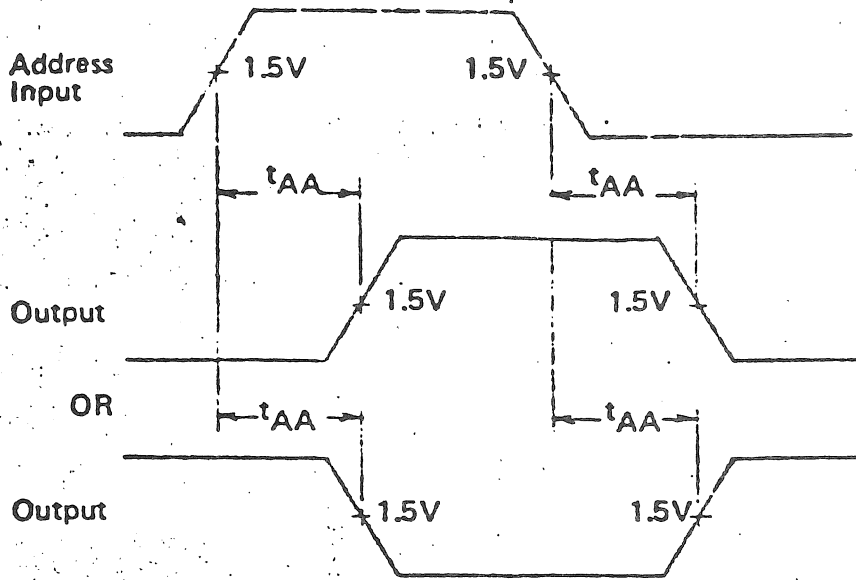 Address
Input
1.5V
1.5V
tAA
tAA
Output
1.5V
1.5V
OR
tAA
tAA
Output
1.5V
1.5V